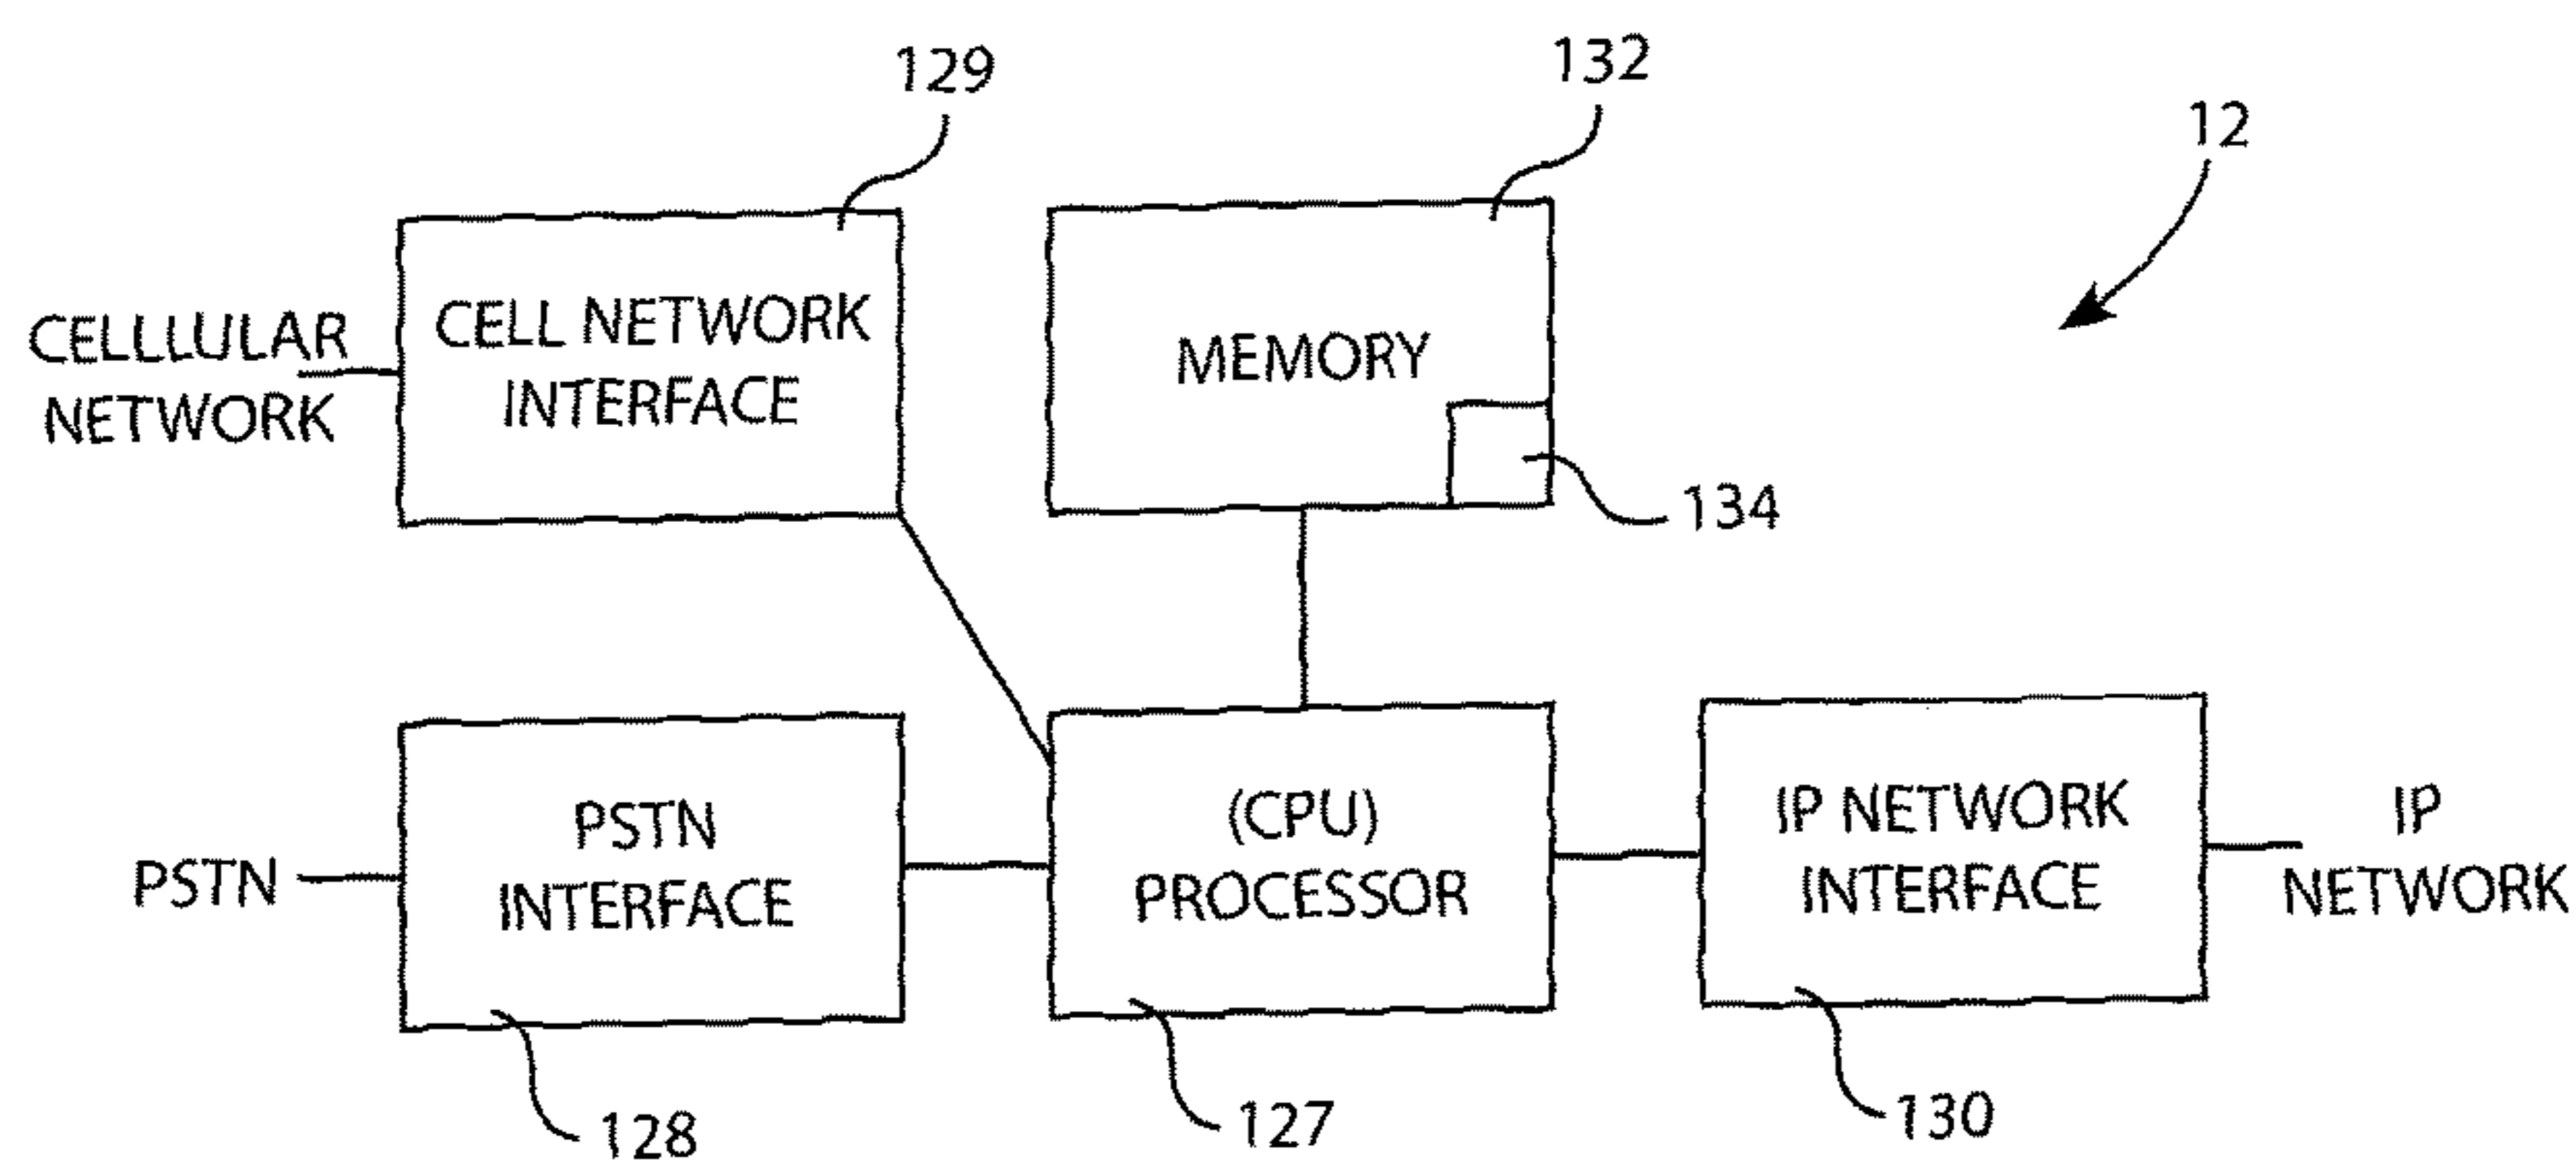 129
132
12
CELLLULAR
NETWORK
CELL NETWORK
INTERFACE
MEMORY
134
PSTN
PSTN
INTERFACE
(CPU)
PROCESSOR
IP NETWORK
INTERFACE
IP
NETWORK
128
127
130